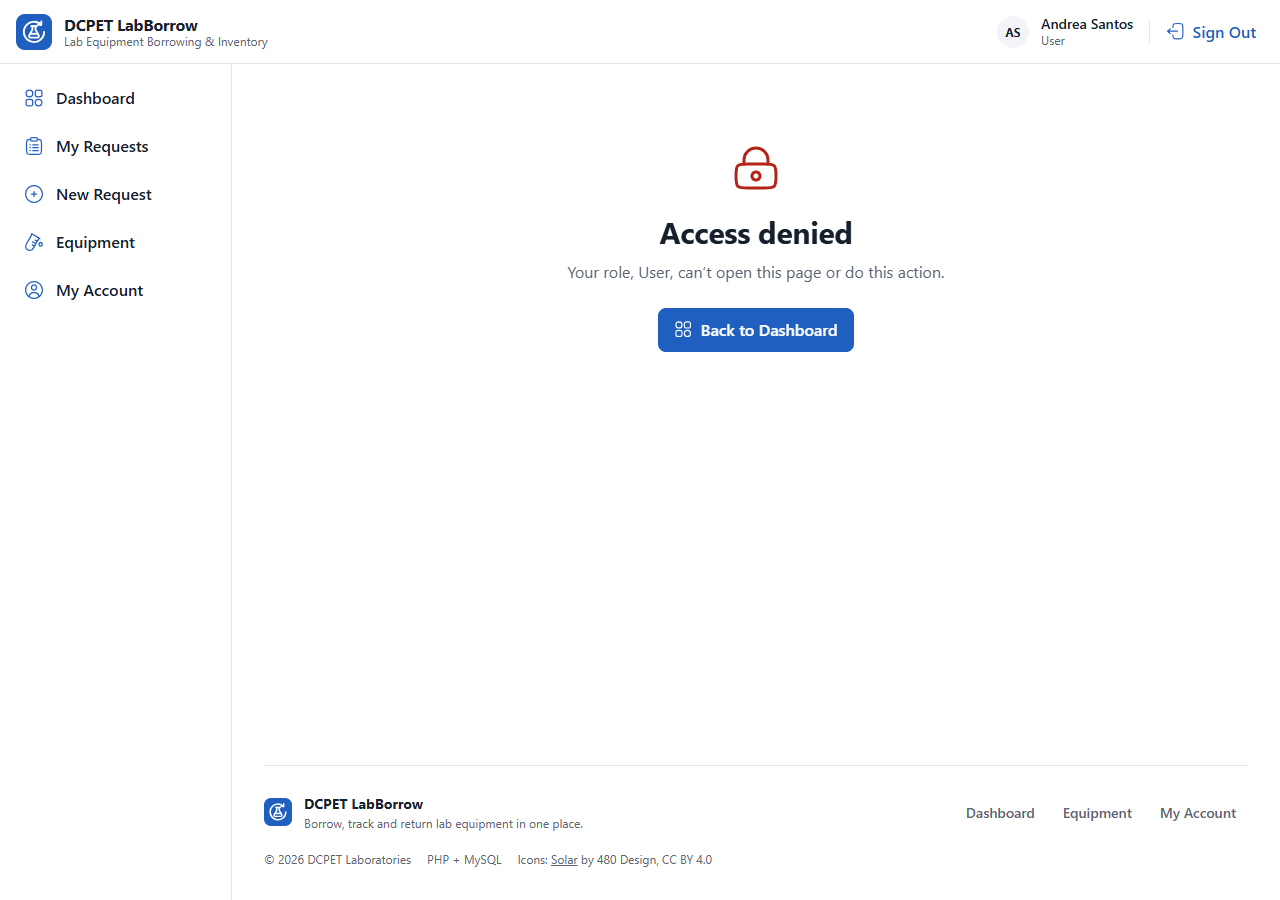 DCPET LabBorrow
Lab Equipment Borrowing & Inventory
AS
Andrea Santos
User
Sign Out
Dashboard
My Requests
New Request
Equipment
My Account
Access denied
Your role, User, can’t open this page or do this action.
Back to Dashboard
DCPET LabBorrow
Borrow, track and return lab equipment in one place.
Dashboard
Equipment
My Account
© 2026 DCPET Laboratories
PHP + MySQL
Icons: Solar by 480 Design, CC BY 4.0